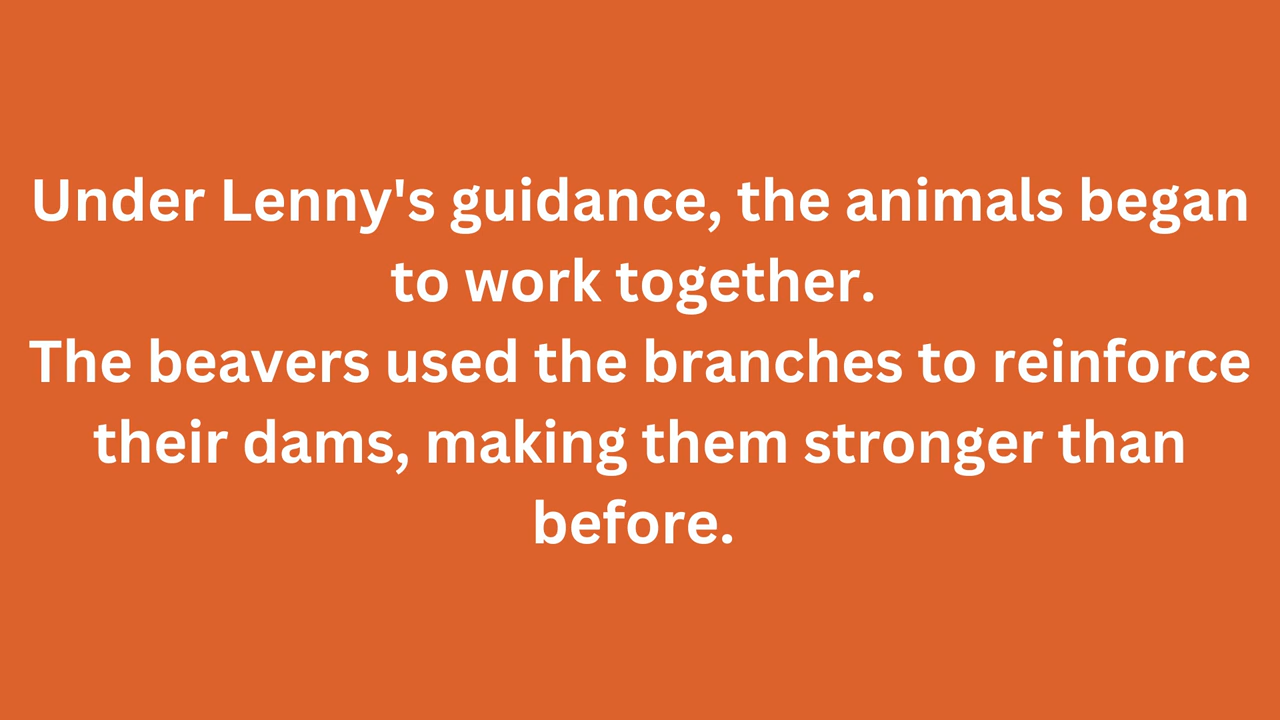 Under Lenny's guidance, the animals began
to work together.
The beavers used the branches to reinforce
their dams, making them stronger than
before.